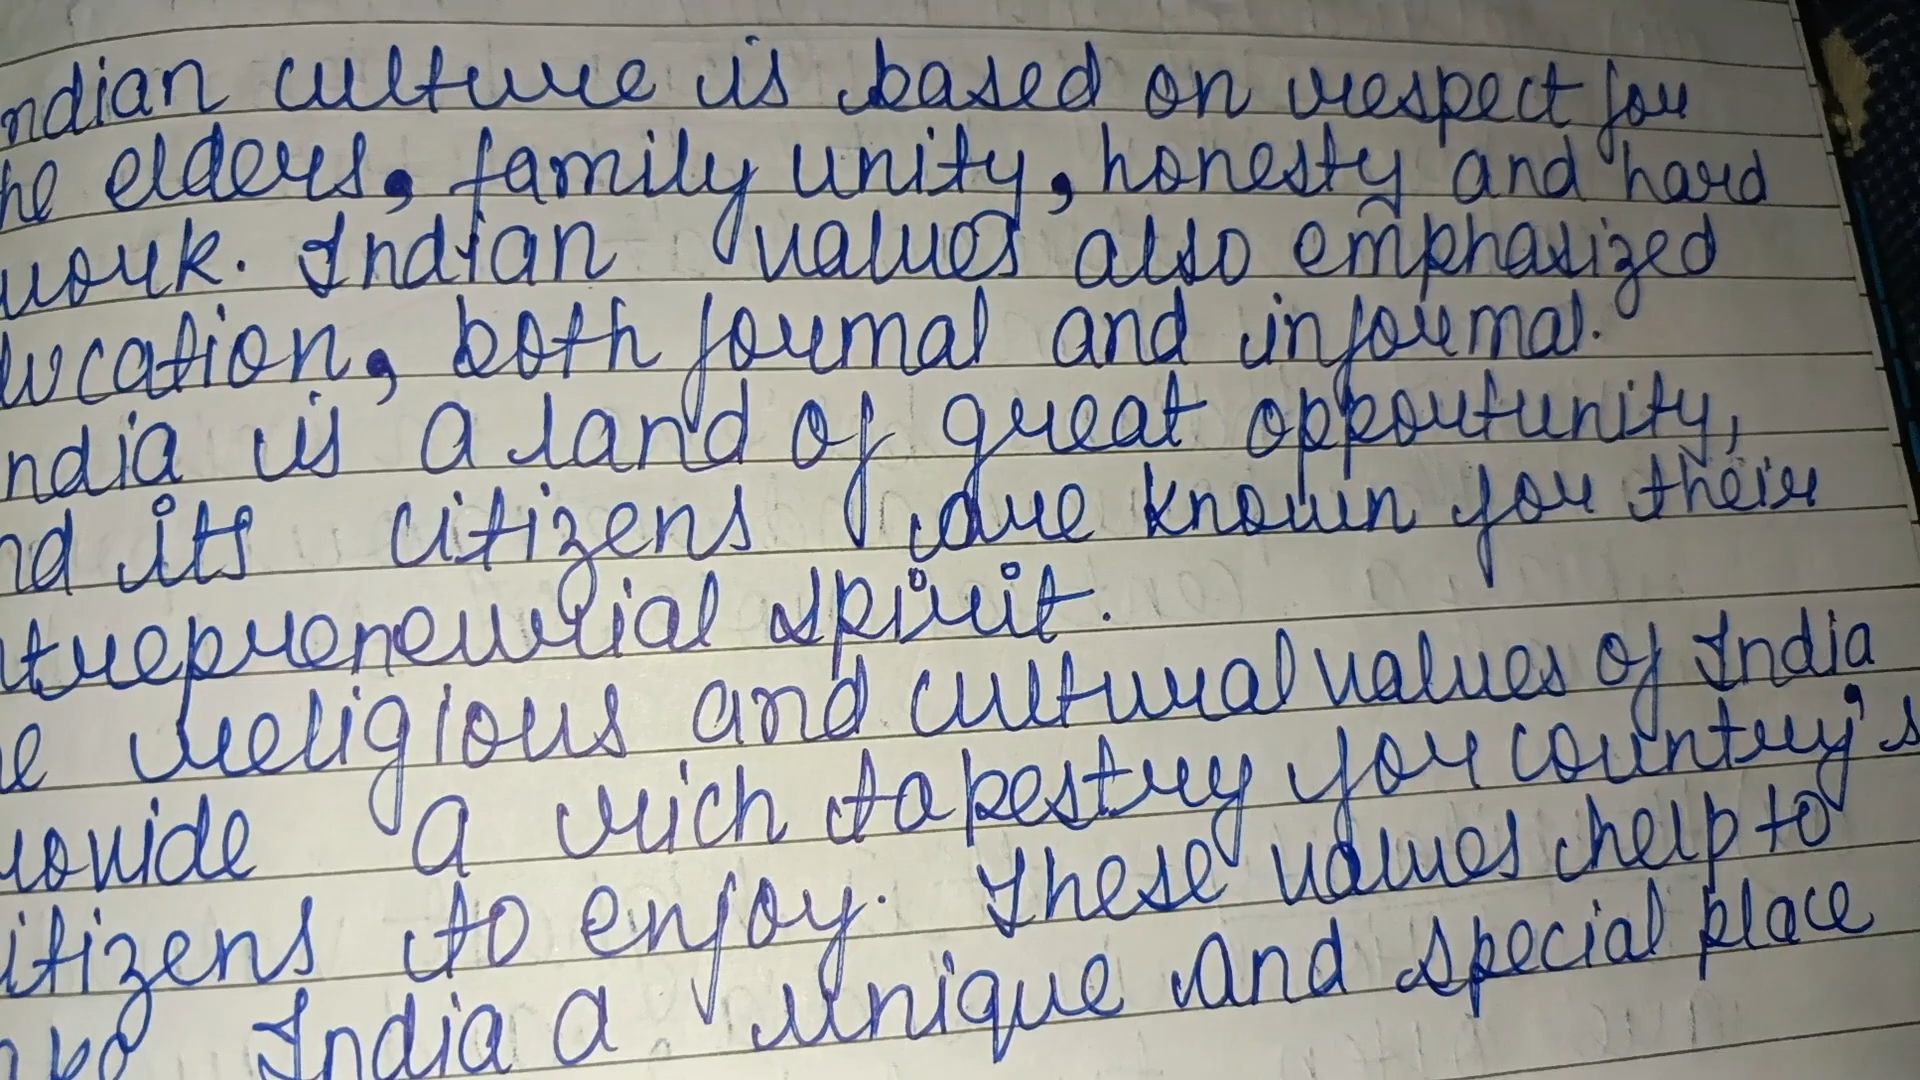 ndian culture is based on respect for
he elders, family unity, honesty and hard
work. Indian values also emphasized
ucation, both formal and informal.
ndia is a land of great opportunity,
nd its citizens are known for their
trepreneurial spirit.
e religious and cultural values of India
rovide a rich tapestry for country's
itizens to enjoy. These values help to
India a unique and special place